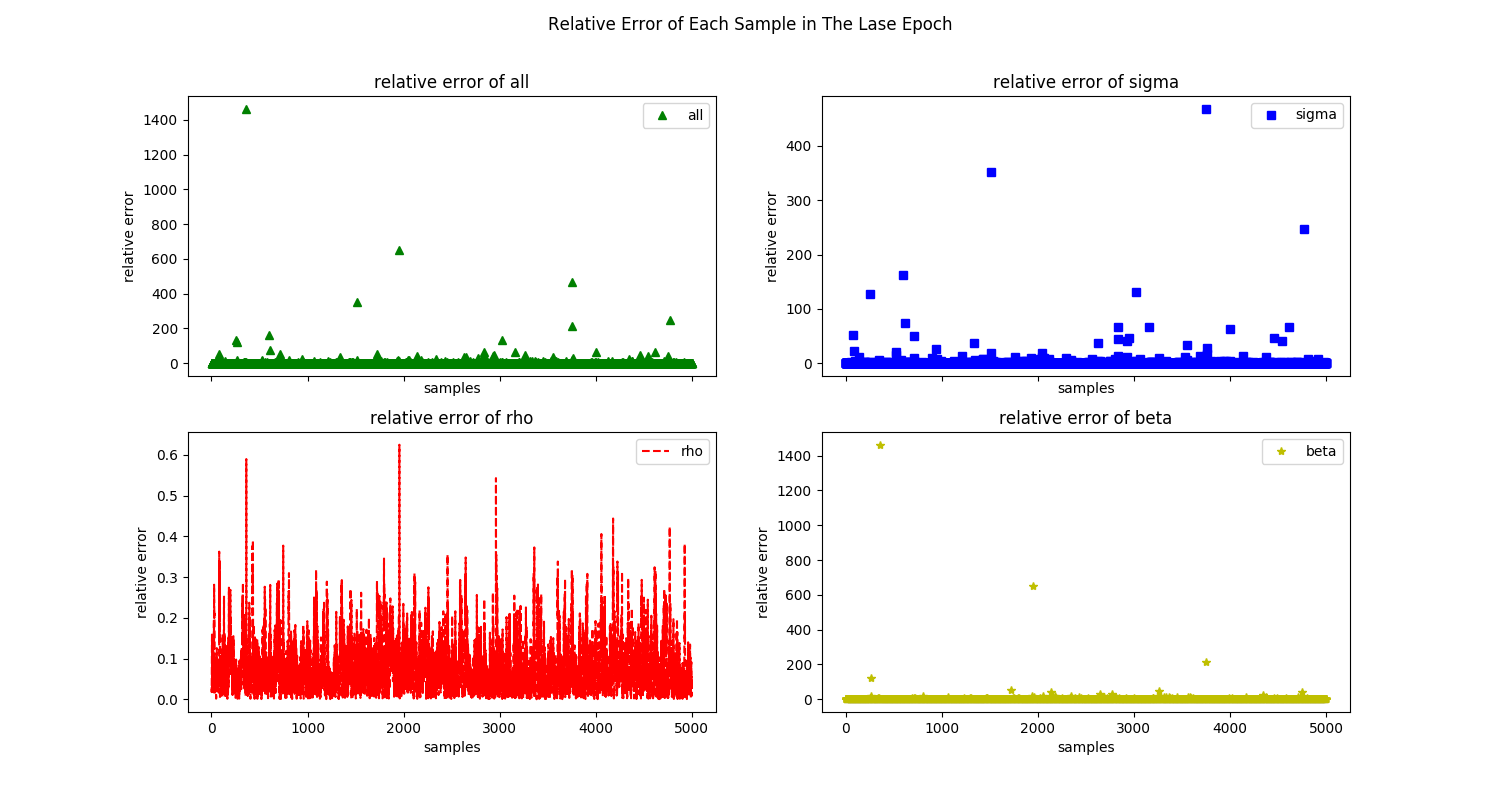 Relative Error of Each Sample in The Lase Epoch
relative error of all
relative error
1400
1200
1000
800
600
400
200
0
all
samples
relative error of sigma
relative error
400
300
200
100
0
sigma
samples
relative error of rho
relative error
0.6
0.5
0.4
0.3
0.2
0.1
0.0
rho
0 1000 2000 3000 4000 5000
samples
relative error of beta
relative error
1400
1200
1000
800
600
400
200
0
beta
0 1000 2000 3000 4000 5000
samples